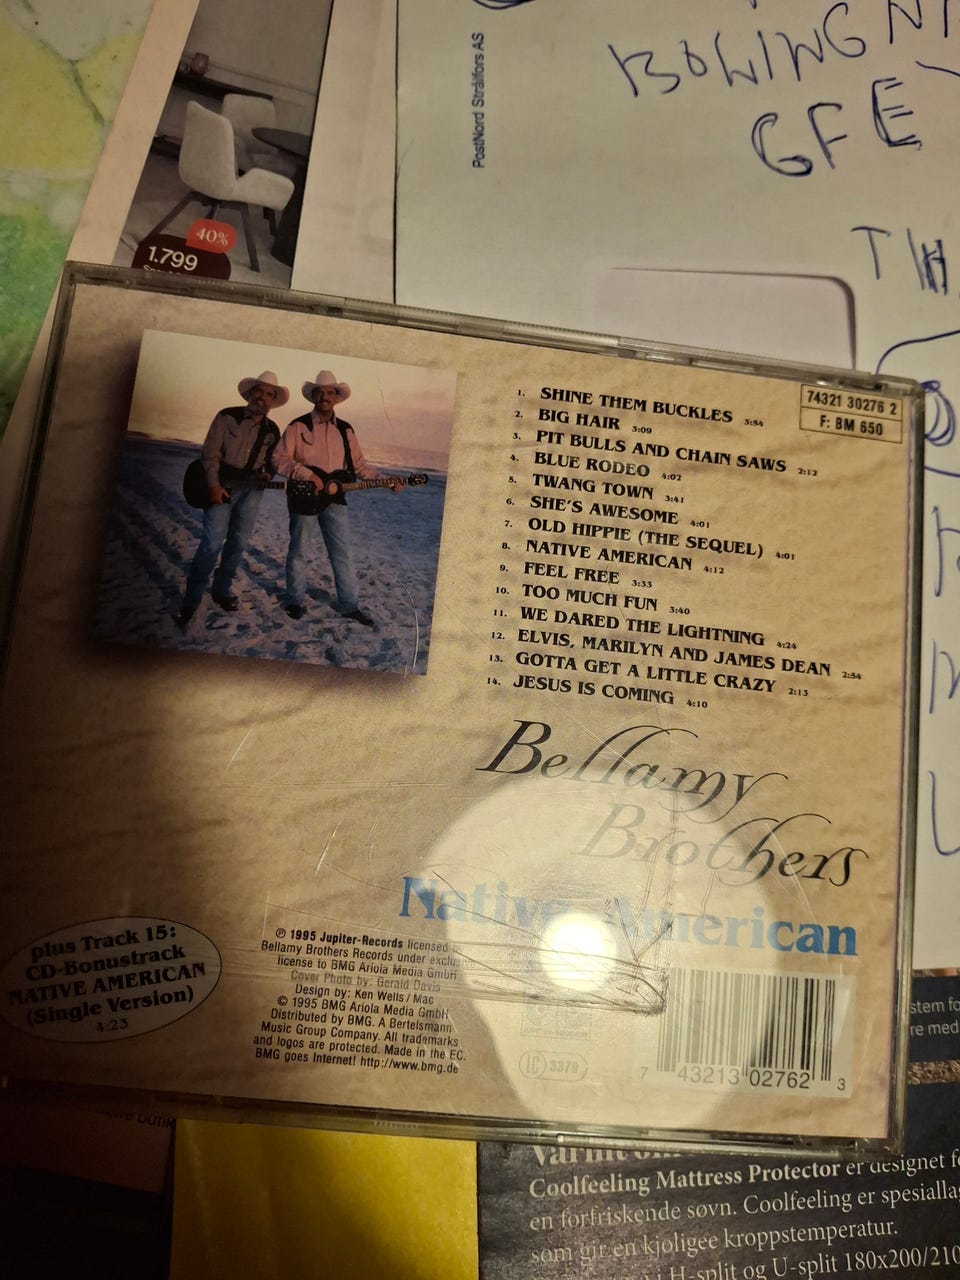 PostNord Strålfors AS
BOWING
GFE
40%
1.799
74321 30276 2
F: BM 650
1. SHINE THEM BUCKLES 3:54
2. BIG HAIR 3:09
3. PIT BULLS AND CHAIN SAWS 2:12
4. BLUE RODEO 4:02
5. TWANG TOWN 3:41
6. SHE'S AWESOME 4:01
7. OLD HIPPIE (THE SEQUEL) 4:01
8. NATIVE AMERICAN 4:12
9. FEEL FREE 3:33
10. TOO MUCH FUN 3:40
11. WE DARED THE LIGHTNING 4:24
12. ELVIS, MARILYN AND JAMES DEAN 2:54
13. GOTTA GET A LITTLE CRAZY 2:13
14. JESUS IS COMING 4:10
Bellamy
Brothers
Native American
plus Track 15:
CD-Bonustrack
NATIVE AMERICAN
(Single Version)
4:23
℗ 1995 Jupiter-Records licensed by
Bellamy Brothers Records under
license to BMG Ariola Media GmbH
Cover Photo by: Gerald Davis
Design by: Ken Wells / Mac
© 1995 BMG Ariola Media GmbH
Distributed by BMG. A Bertelsmann
Music Group Company. All trademarks
and logos are protected. Made in the EC.
BMG goes Internet! http://www.bmg.de
LC 3379
7 43213 02762 3
stem fo
re med
Coolfeeling Mattress Protector er designet f
en forfriskende søvn. Coolfeeling er spesialla
som gir en kjøligere kroppstemperatur.
i H-split og U-split 180x200/210